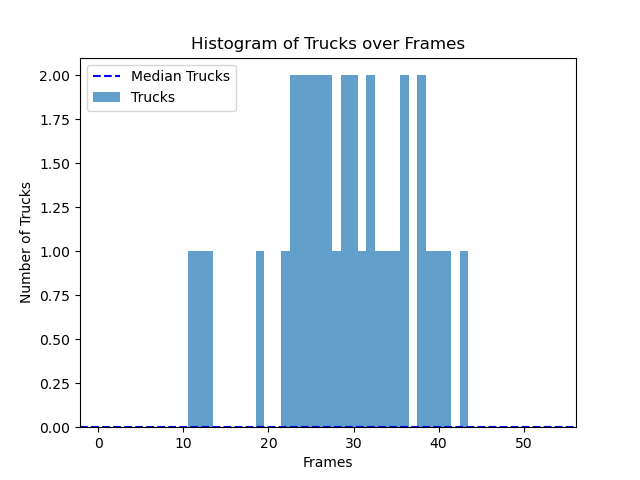 Histogram of Trucks over Frames
Median Trucks
Trucks
Number of Trucks
2.00
1.75
1.50
1.25
1.00
0.75
0.50
0.25
0.00
0 10 20 30 40 50
Frames